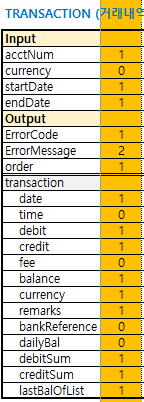 TRANSACTION (거래내역
Input
acctNum 1
currency 0
startDate 1
endDate 1
Output
ErrorCode 1
ErrorMessage 2
order 1
transaction
date 1
time 0
debit 1
credit 1
fee 0
balance 1
currency 1
remarks 1
bankReference 0
dailyBal 0
debitSum 1
creditSum 1
lastBalOfList 1